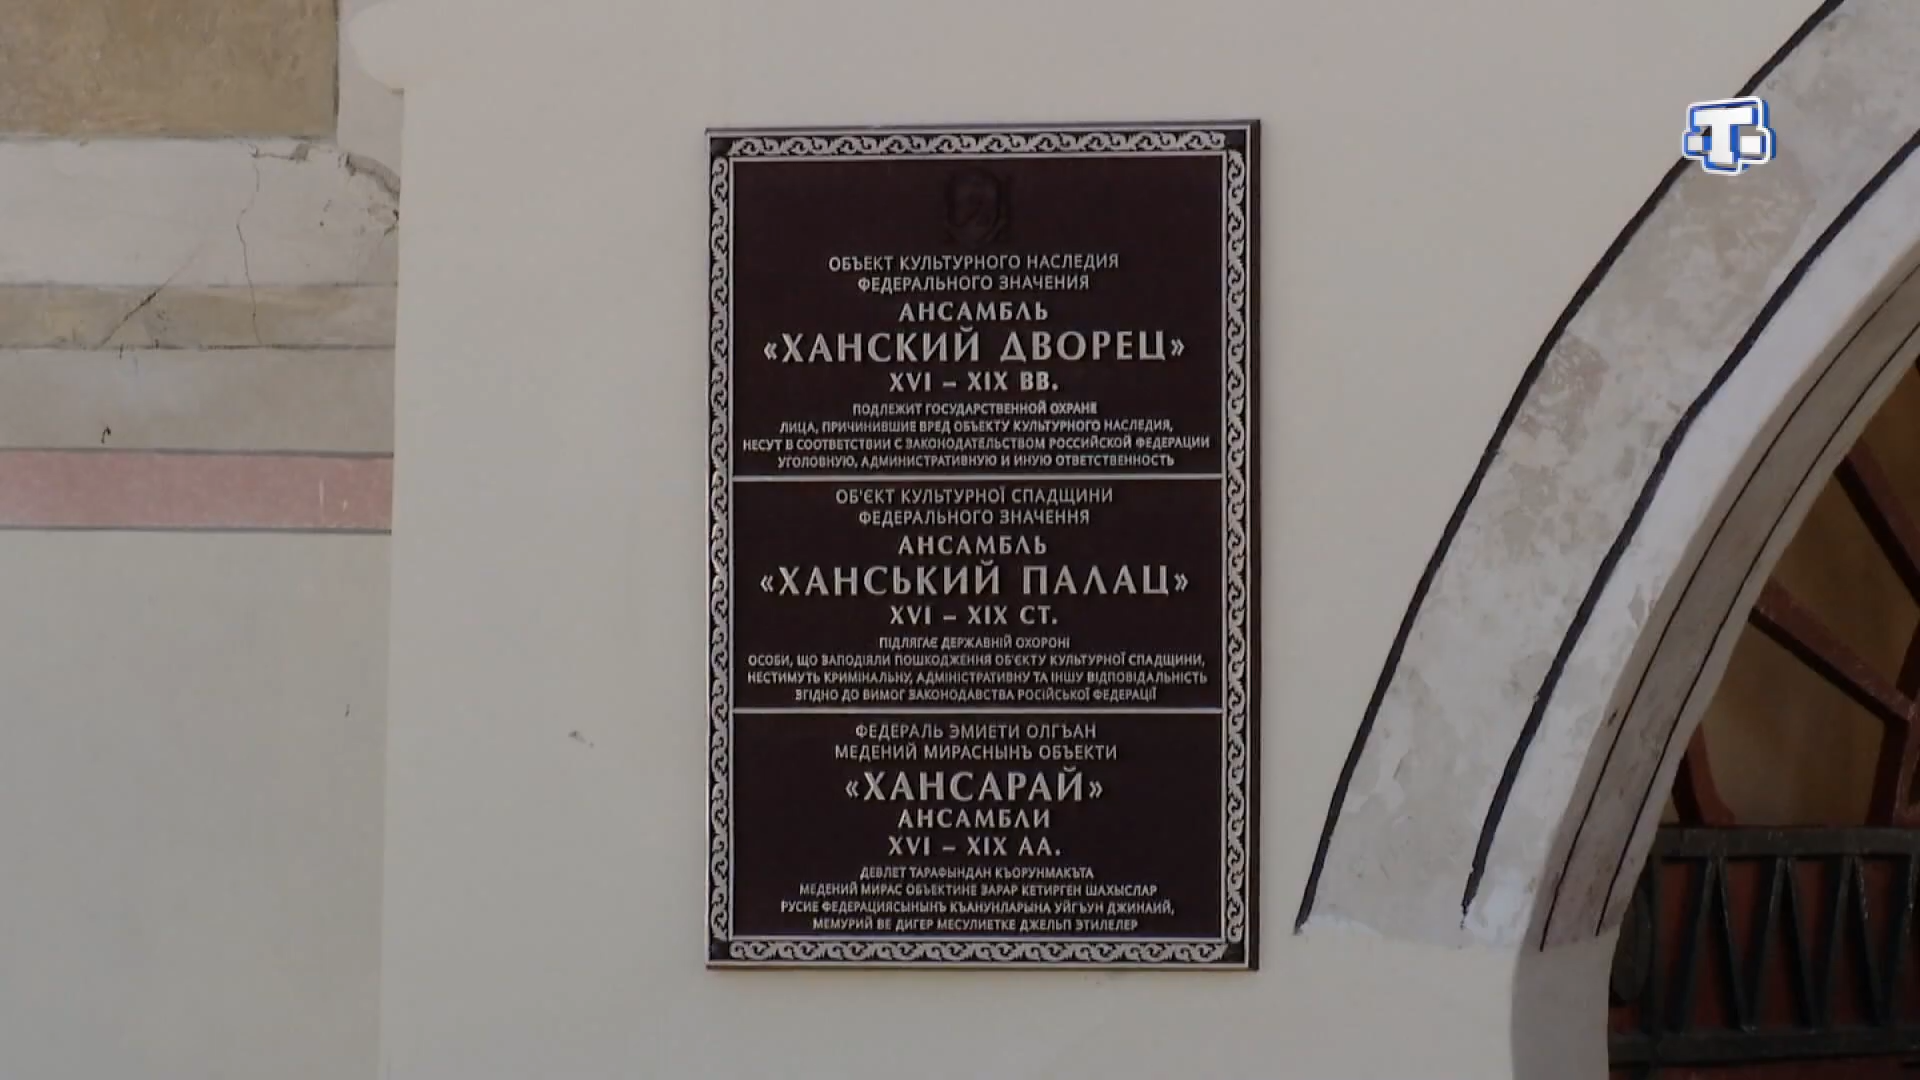 ОБЪЕКТ КУЛЬТУРНОГО НАСЛЕДИЯ
ФЕДЕРАЛЬНОГО ЗНАЧЕНИЯ
АНСАМБЛЬ
«ХАНСКИЙ ДВОРЕЦ»
XVI – XIX ВВ.
ПОДЛЕЖИТ ГОСУДАРСТВЕННОЙ ОХРАНЕ
ЛИЦА, ПРИЧИНИВШИЕ ВРЕД ОБЪЕКТУ КУЛЬТУРНОГО НАСЛЕДИЯ,
НЕСУТ В СООТВЕТСТВИИ С ЗАКОНОДАТЕЛЬСТВОМ РОССИЙСКОЙ ФЕДЕРАЦИИ
УГОЛОВНУЮ, АДМИНИСТРАТИВНУЮ И ИНУЮ ОТВЕТСТВЕННОСТЬ
ОБ'ЄКТ КУЛЬТУРНОЇ СПАДЩИНИ
ФЕДЕРАЛЬНОГО ЗНАЧЕННЯ
АНСАМБЛЬ
«ХАНСЬКИЙ ПАЛАЦ»
XVI – XIX СТ.
ПІДЛЯГАЄ ДЕРЖАВНІЙ ОХОРОНІ
ОСОБИ, ЩО ЗАПОДІЯЛИ ПОШКОДЖЕННЯ ОБ'ЄКТУ КУЛЬТУРНОЇ СПАДЩИНИ,
НЕСТИМУТЬ КРИМІНАЛЬНУ, АДМІНІСТРАТИВНУ ТА ІНШУ ВІДПОВІДАЛЬНІСТЬ
ЗГІДНО ДО ВИМОГ ЗАКОНОДАВСТВА РОСІЙСЬКОЇ ФЕДЕРАЦІЇ
ФЕДЕРАЛЬ ЭМИЕТИ ОЛГЪАН
МЕДЕНИЙ МИРАСНЫНЪ ОБЪЕКТИ
«ХАНСАРАЙ»
АНСАМБЛИ
XVI – XIX АА.
ДЕВЛЕТ ТАРАФЫНДАН КЪОРУНМАКЪТА
МЕДЕНИЙ МИРАС ОБЪЕКТИНЕ ЗАРАР КЕТИРГЕН ШАХЫСЛАР
РУСИЕ ФЕДЕРАЦИЯСЫНЫНЪ КЪАНУНЛАРЫНА УЙГЪУН ДЖИНАИЙ,
МЕМУРИЙ ВЕ ДИГЕР МЕСУЛИЕТКЕ ДЖЕЛЬП ЭТИЛЕЛЕР
Т